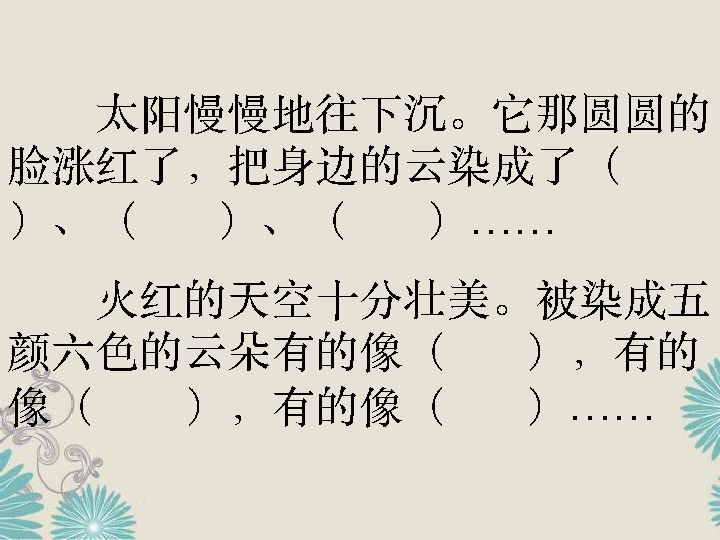 太阳慢慢地往下沉。它那圆圆的
脸涨红了，把身边的云染成了（
）、（　　）、（　　）……
火红的天空十分壮美。被染成五
颜六色的云朵有的像（　　），有的
像（　　），有的像（　　）……